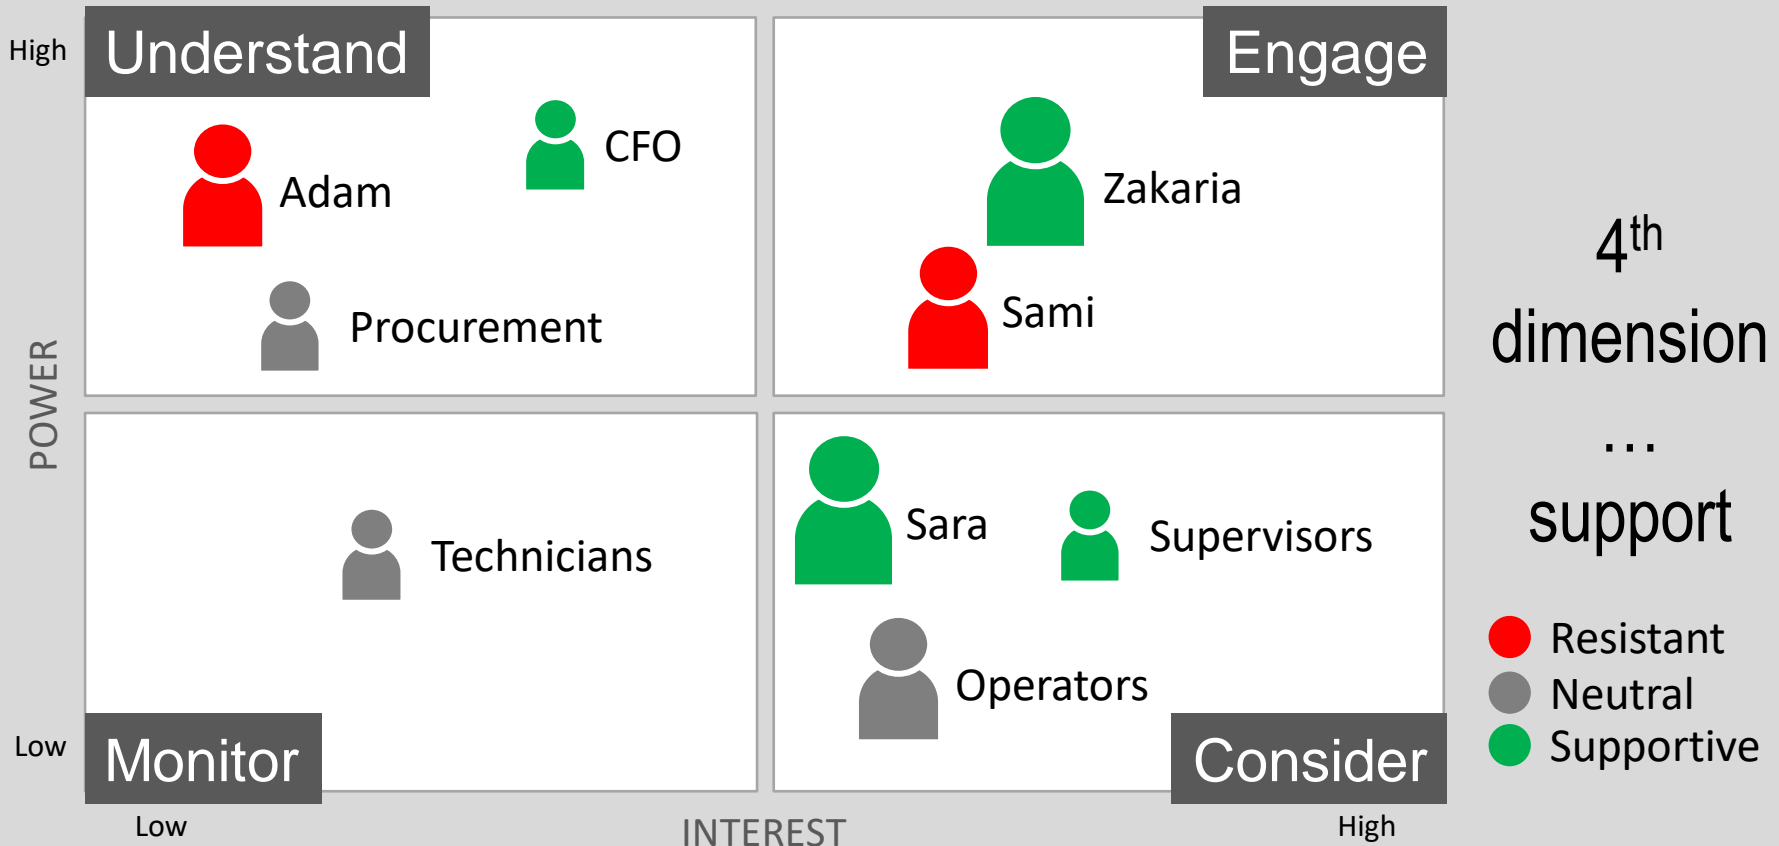 High
Understand
Engage
CFO
Adam
Zakaria
Sami
Procurement
POWER
Technicians
Sara
Supervisors
Operators
Low
Monitor
Consider
Low
INTEREST
High
4th
dimension
...
support
Resistant
Neutral
Supportive